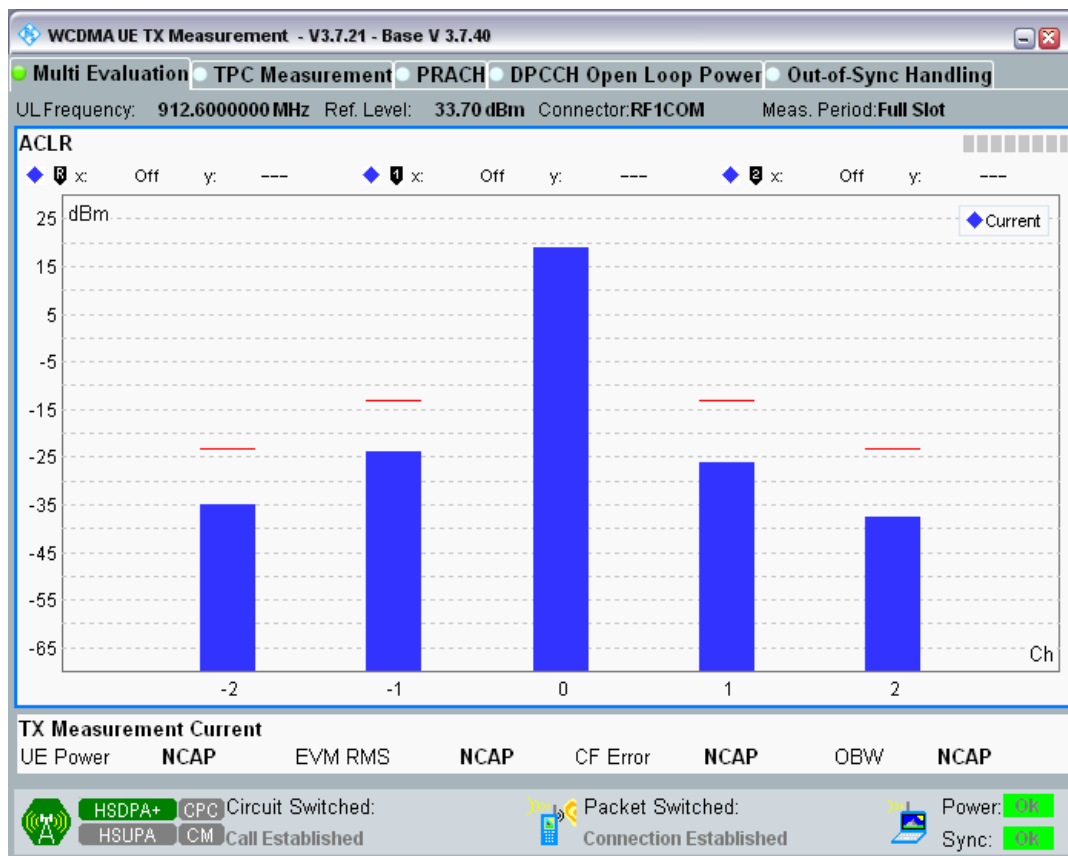 WCDMA UE TX Measurement - V3.7.21 - Base V 3.7.40
Multi Evaluation TPC Measurement PRACH DPCCH Open Loop Power Out-of-Sync Handling
UL Frequency: 912.6000000 MHz Ref. Level: 33.70 dBm Connector:RF1COM Meas. Period:Full Slot
ACLR
R x: Off y: --- 1 x: Off y: --- 2 x: Off y: ---
dBm
Current
25
15
5
-5
-15
-25
-35
-45
-55
-65
Ch
-2 -1 0 1 2
TX Measurement Current
UE Power NCAP EVM RMS NCAP CF Error NCAP OBW NCAP
HSDPA+ CPC Circuit Switched: Packet Switched: Power: OK
HSUPA CM Call Established Connection Established Sync: OK